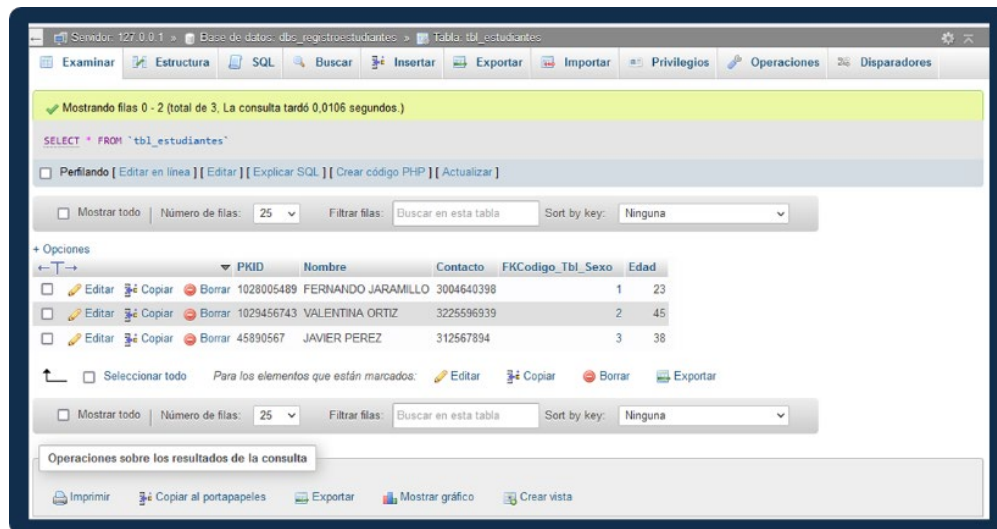 Servidor: 127.0.0.1 » Base de datos: dbs_registroestudiantes » Tabla: tbl_estudiantes
Examinar Estructura SQL Buscar Insertar Exportar Importar Privilegios Operaciones Disparadores
Mostrando filas 0 - 2 (total de 3, La consulta tardó 0,0106 segundos.)
SELECT * FROM `tbl_estudiantes`
Perfilando [ Editar en línea ] [ Editar ] [ Explicar SQL ] [ Crear código PHP ] [ Actualizar ]
Mostrar todo | Número de filas: 25 Filtrar filas: Buscar en esta tabla Sort by key: Ninguna
+ Opciones
←T→ PKID Nombre Contacto FKCodigo_Tbl_Sexo Edad
Editar Copiar Borrar 1028005489 FERNANDO JARAMILLO 3004640398 1 23
Editar Copiar Borrar 1029456743 VALENTINA ORTIZ 3225596939 2 45
Editar Copiar Borrar 45890567 JAVIER PEREZ 312567894 3 38
Seleccionar todo Para los elementos que están marcados: Editar Copiar Borrar Exportar
Mostrar todo | Número de filas: 25 Filtrar filas: Buscar en esta tabla Sort by key: Ninguna
Operaciones sobre los resultados de la consulta
Imprimir Copiar al portapapeles Exportar Mostrar gráfico Crear vista